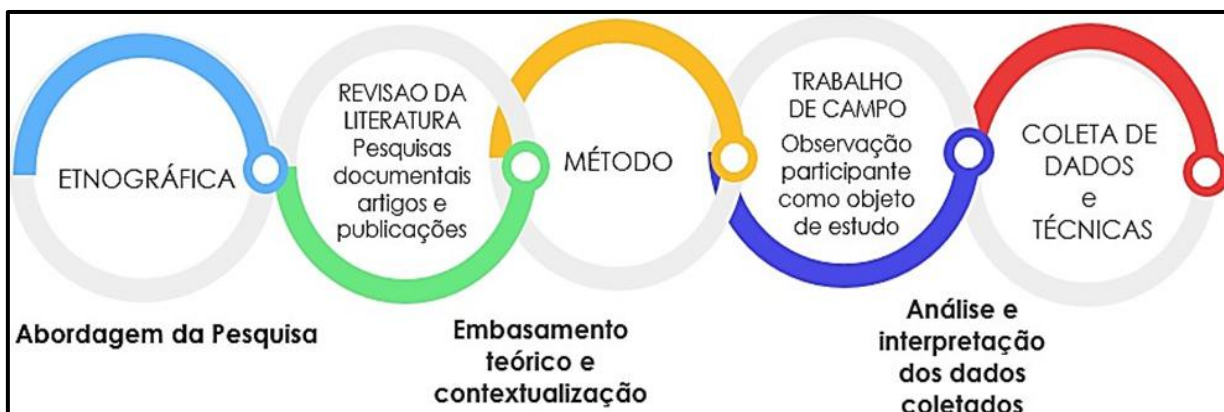 ETNOGRÁFICA
REVISAO DA
LITERATURA
Pesquisas
documentais
artigos e
publicações
MÉTODO
TRABALHO
DE CAMPO
Observação
participante
como objeto
de estudo
COLETA DE
DADOS
e
TÉCNICAS
Abordagem da Pesquisa
Embasamento
teórico e
contextualização
Análise e
interpretação
dos dados
coletados